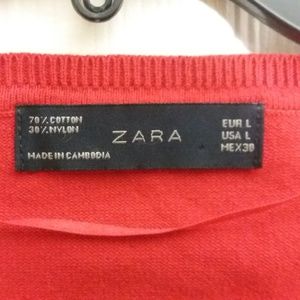 70% COTTON
30% NYLON
MADE IN CAMBODIA
ZARA
EUR L
USA L
MEX 30